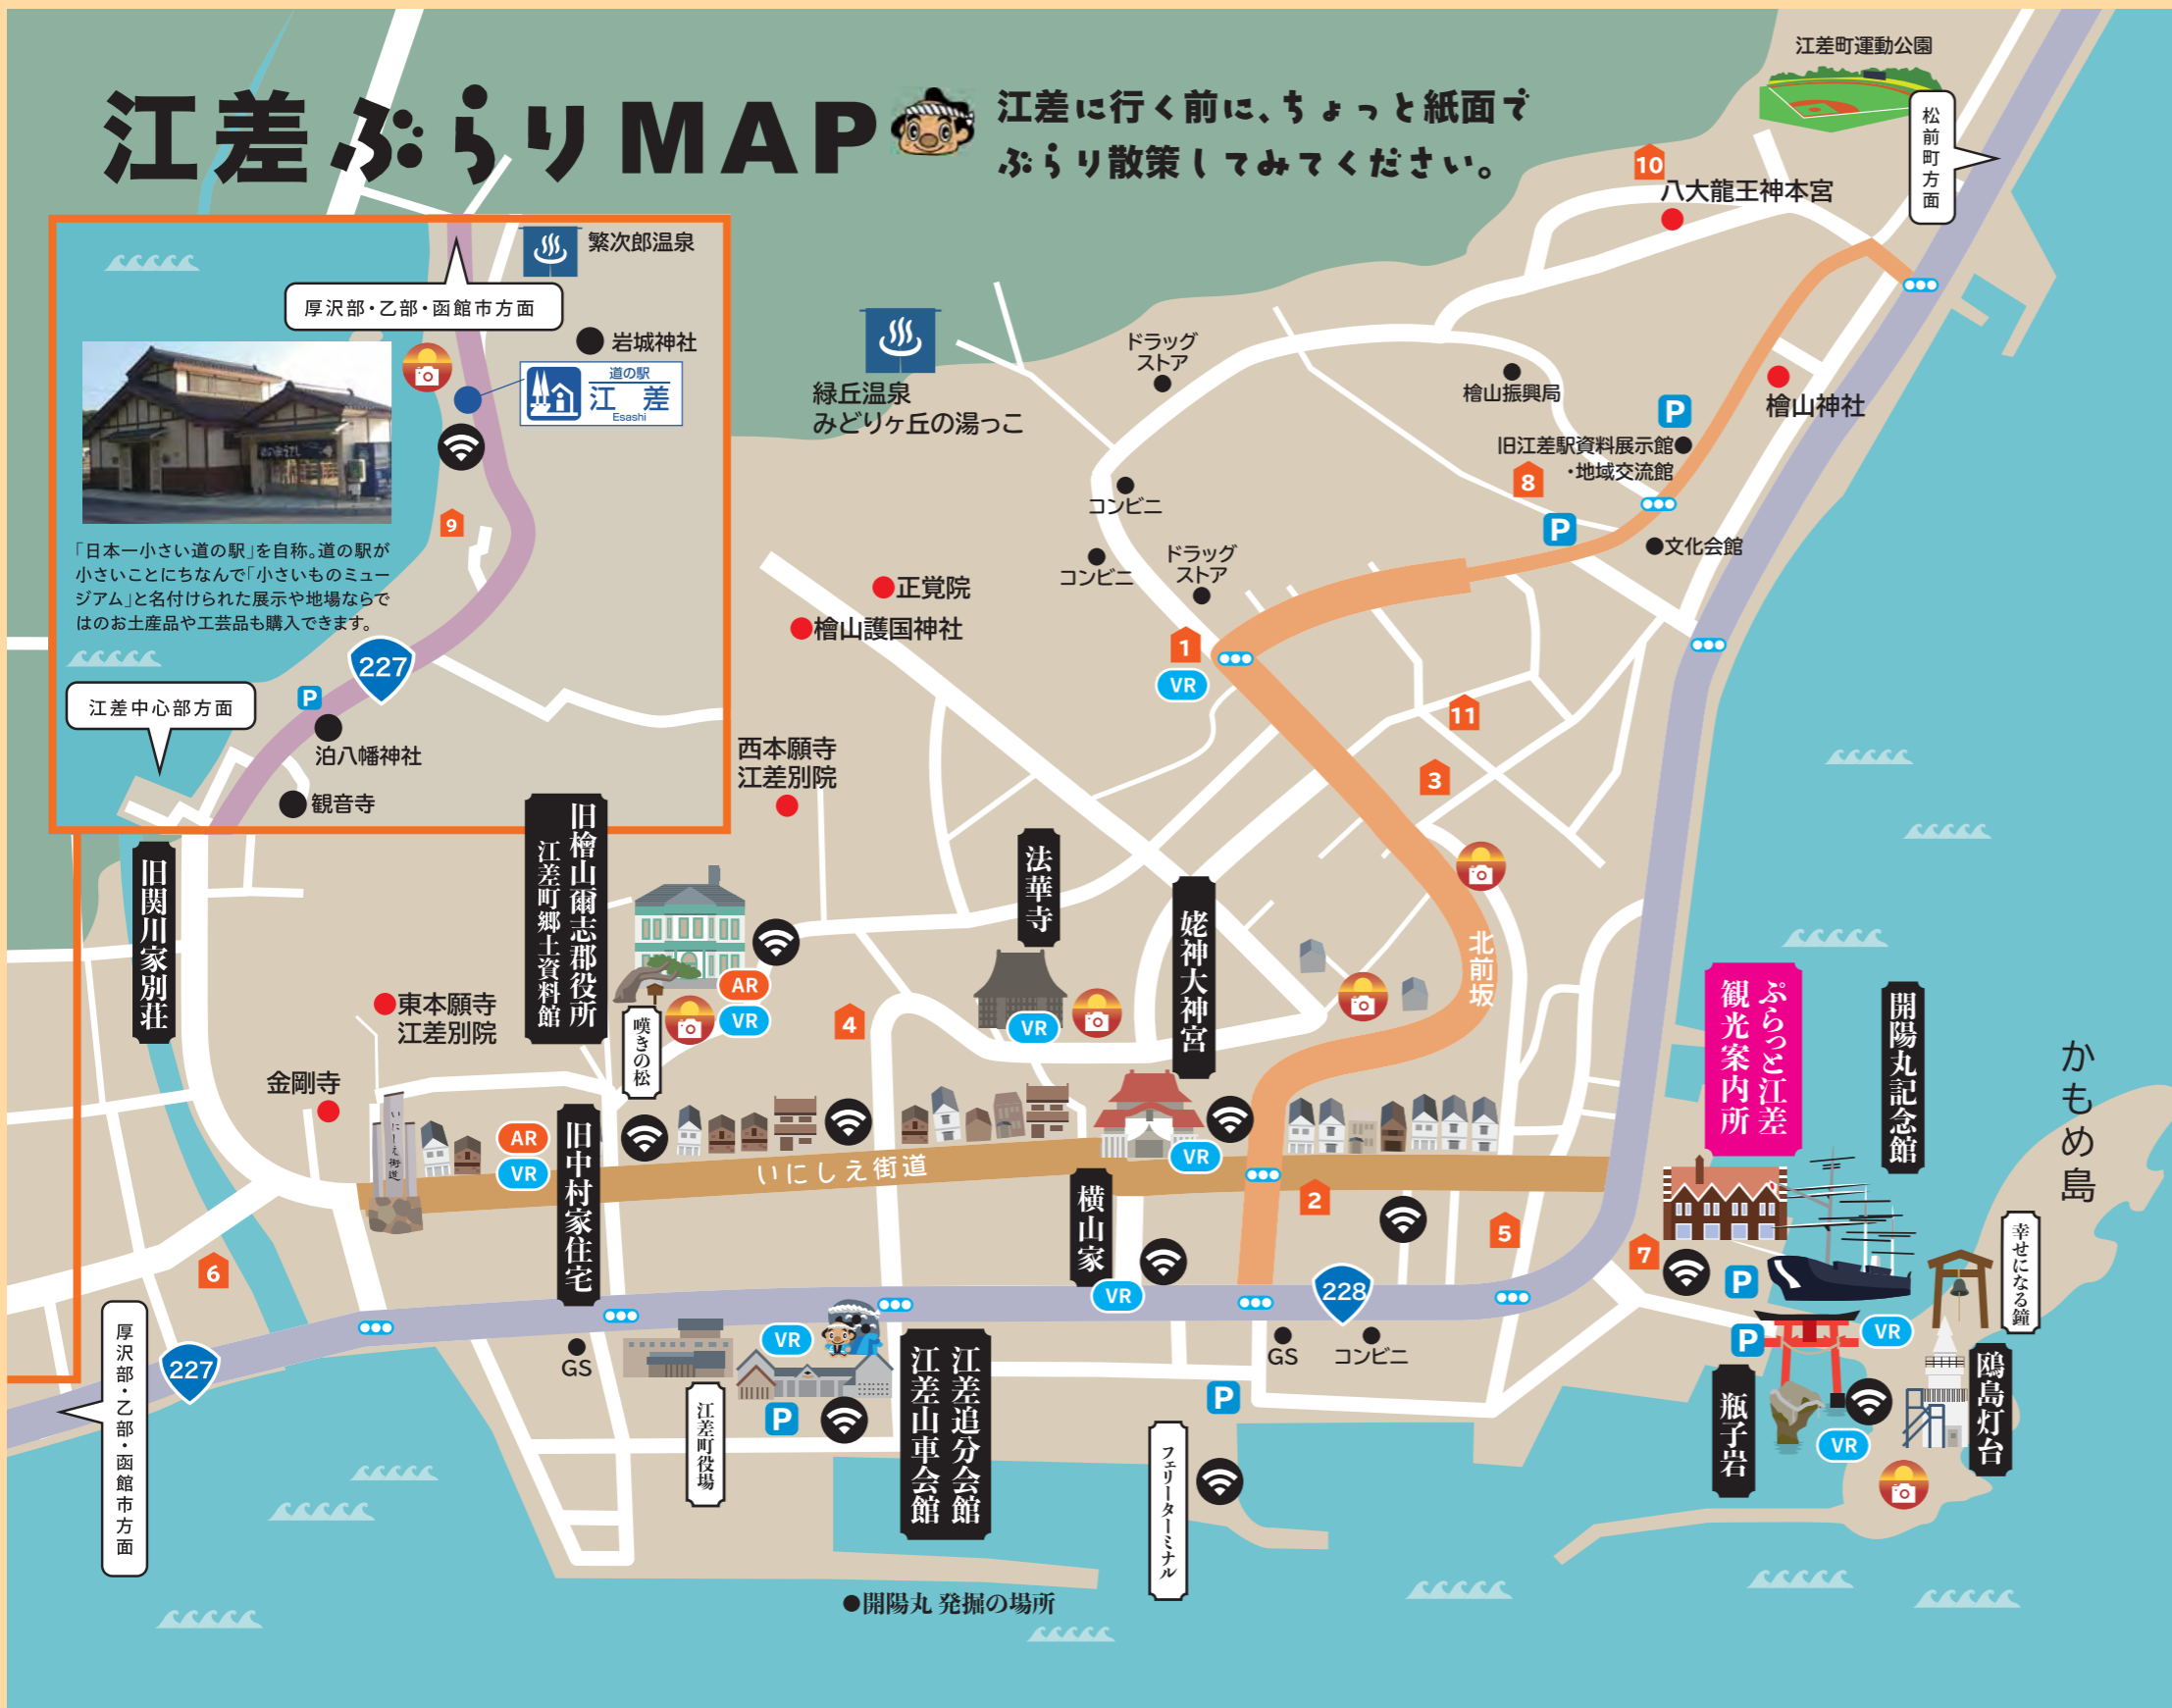 江差ぶらりMAP
江差に行く前に、ちょっと紙面で
ぶらり散策してみてください。
江差町運動公園
松前町方面
10
八大龍王神本宮
繁次郎温泉
厚沢部・乙部・函館市方面
岩城神社
道の駅
江 差
Esashi
9
「日本一小さい道の駅」を自称。道の駅が
小さいことにちなんで「小さいものミュー
ジアム」と名付けられた展示や地場ならで
はのお土産品や工芸品も購入できます。
227
江差中心部方面
P
泊八幡神社
観音寺
緑丘温泉
みどりヶ丘の湯っこ
ドラッグ
ストア
檜山振興局
P
檜山神社
旧江差駅資料展示館
・地域交流館
8
P
文化会館
コンビニ
コンビニ
ドラッグ
ストア
正覚院
檜山護国神社
1
VR
11
3
西本願寺
江差別院
旧関川家別荘
旧檜山爾志郡役所
江差町郷土資料館
法華寺
姥神大神宮
北前坂
AR
VR
嘆きの松
4
VR
東本願寺
江差別院
金剛寺
いにしえ街道
AR
VR
旧中村家住宅
いにしえ街道
横山家
VR
VR
2
5
6
7
ぷらっと江差
観光案内所
開陽丸記念館
かもめ島
幸せになる鐘
P
P
VR
鴎島灯台
瓶子岩
VR
228
GS
コンビニ
GS
VR
P
江差町役場
江差追分会館
江差山車会館
P
フェリーターミナル
227
厚沢部・乙部・函館市方面
開陽丸 発掘の場所